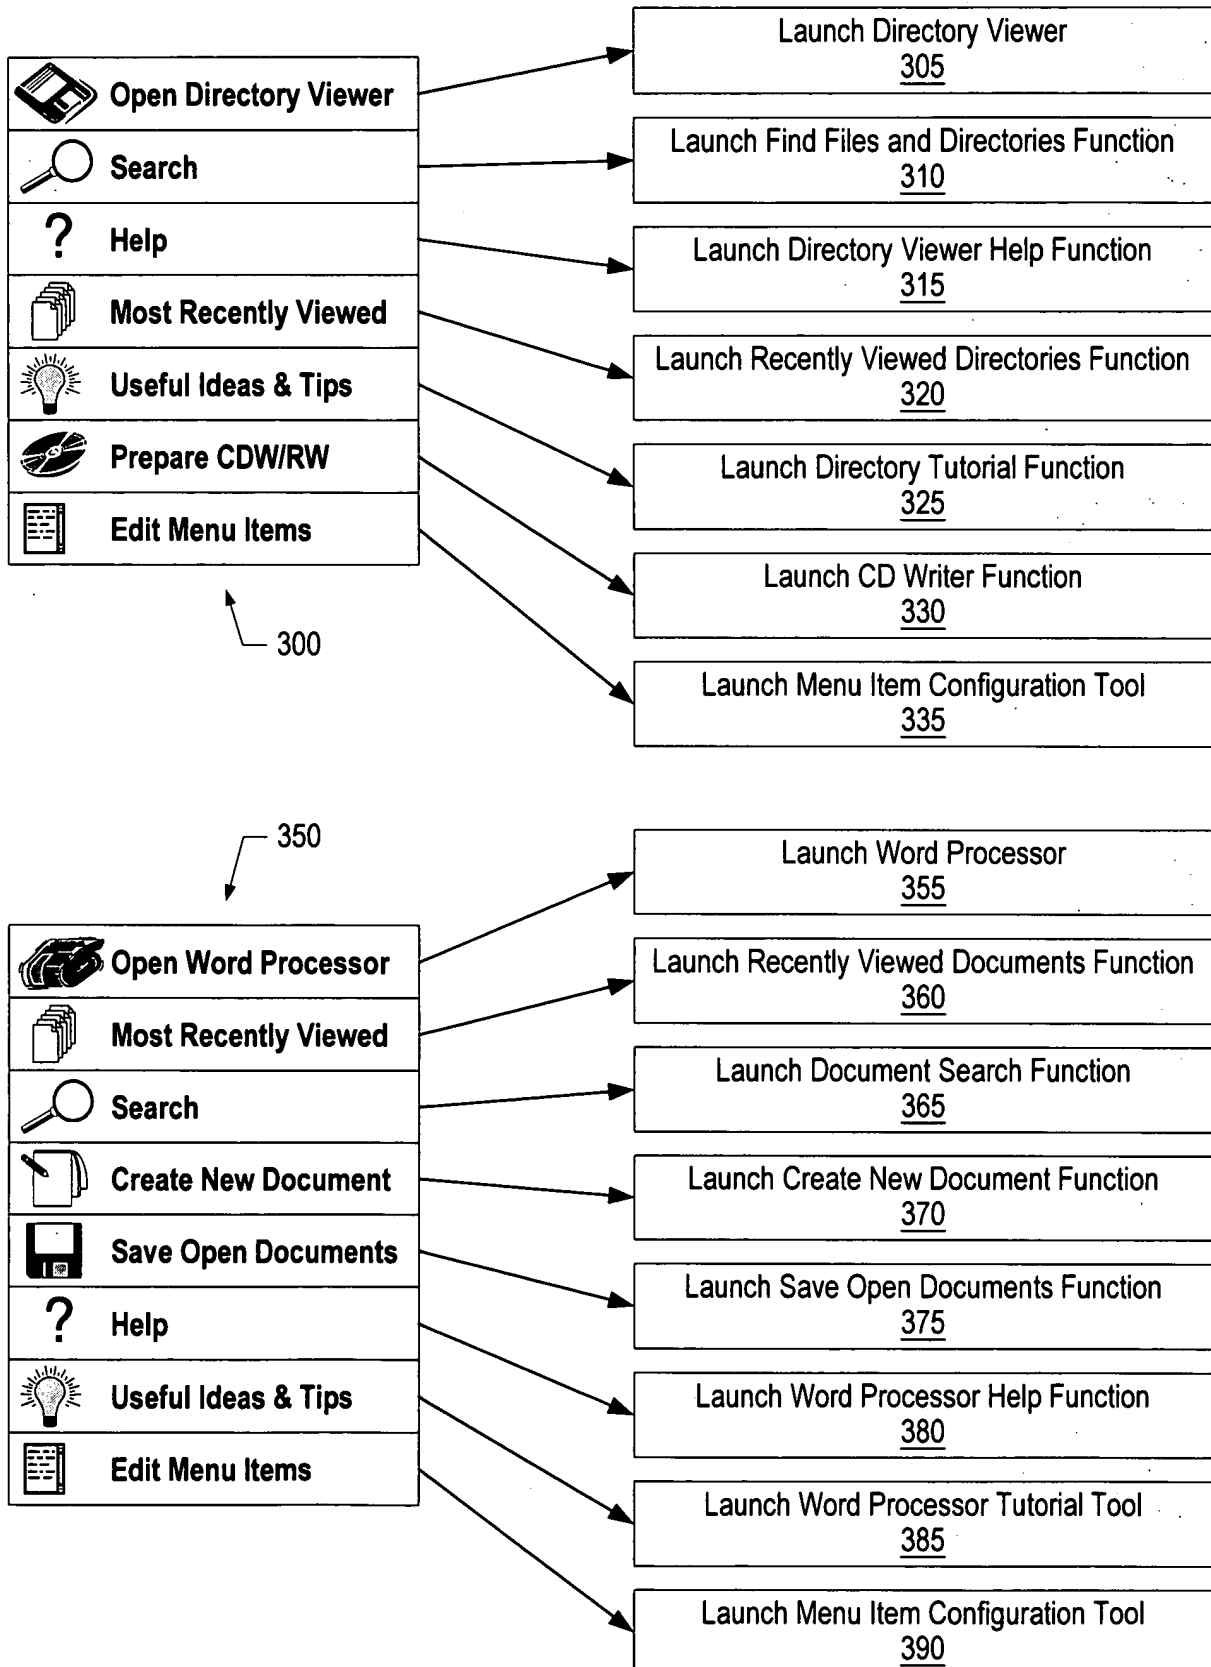 Open Directory Viewer
Search
?
Help
Most Recently Viewed
Useful Ideas & Tips
Prepare CDW/RW
Edit Menu Items
300
Launch Directory Viewer
305
Launch Find Files and Directories Function
310
Launch Directory Viewer Help Function
315
Launch Recently Viewed Directories Function
320
Launch Directory Tutorial Function
325
Launch CD Writer Function
330
Launch Menu Item Configuration Tool
335
350
Open Word Processor
Most Recently Viewed
Search
Create New Document
Save Open Documents
?
Help
Useful Ideas & Tips
Edit Menu Items
Launch Word Processor
355
Launch Recently Viewed Documents Function
360
Launch Document Search Function
365
Launch Create New Document Function
370
Launch Save Open Documents Function
375
Launch Word Processor Help Function
380
Launch Word Processor Tutorial Tool
385
Launch Menu Item Configuration Tool
390